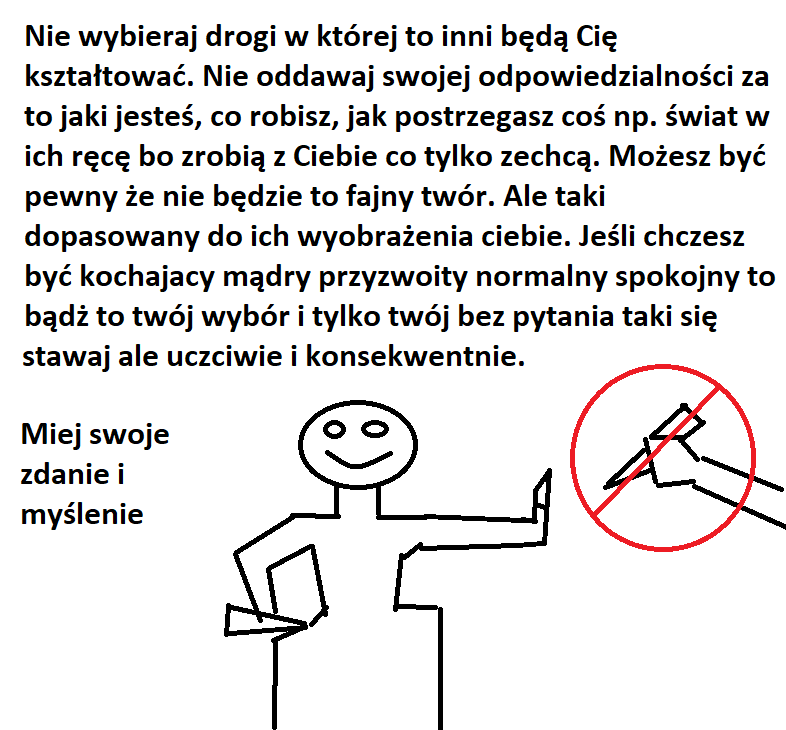 Nie wybieraj drogi w której to inni będą Cię
kształtować. Nie oddawaj swojej odpowiedzialności za
to jaki jesteś, co robisz, jak postrzegasz coś np. świat w
ich ręcę bo zrobią z Ciebie co tylko zechcą. Możesz być
pewny że nie będzie to fajny twór. Ale taki
dopasowany do ich wyobrażenia ciebie. Jeśli chczesz
być kochajacy mądry przyzwoity normalny spokojny to
bądż to twój wybór i tylko twój bez pytania taki się
stawaj ale uczciwie i konsekwentnie.
Miej swoje
zdanie i
myślenie